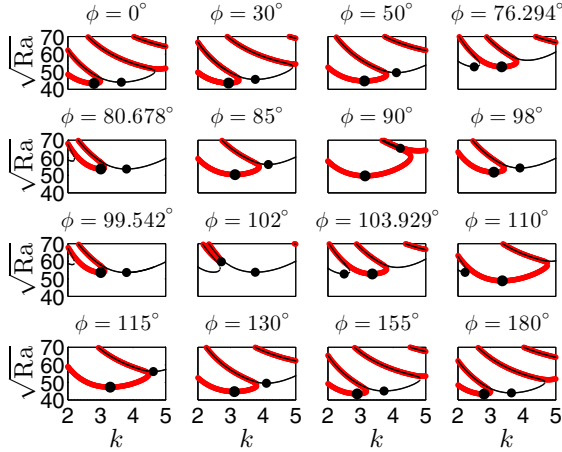 ϕ = 0° ϕ = 30° ϕ = 50° ϕ = 76.294°
√Ra 70 60 50 40
ϕ = 80.678° ϕ = 85° ϕ = 90° ϕ = 98°
√Ra 70 60 50 40
ϕ = 99.542° ϕ = 102° ϕ = 103.929° ϕ = 110°
√Ra 70 60 50 40
ϕ = 115° ϕ = 130° ϕ = 155° ϕ = 180°
√Ra 70 60 50 40
2 3 4 5 2 3 4 5 2 3 4 5 2 3 4 5
k k k k